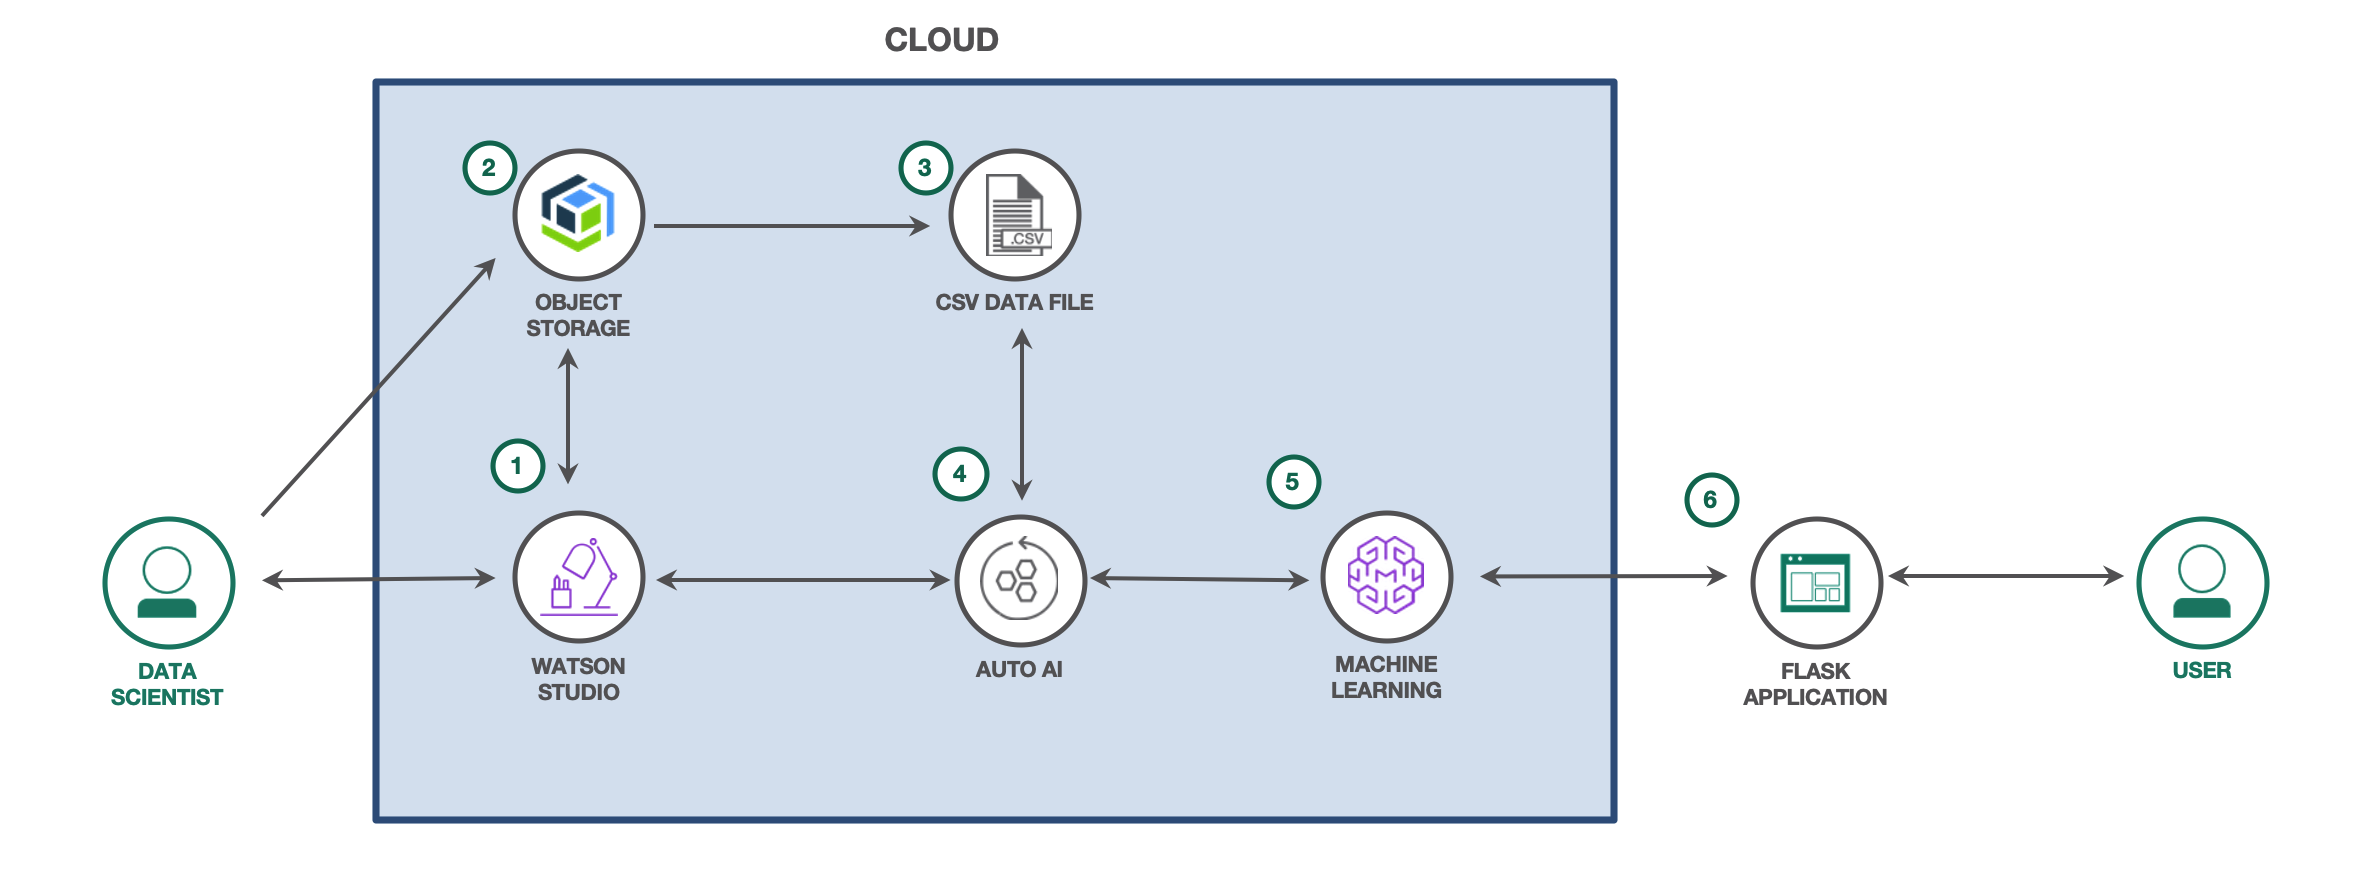 CLOUD
2
3
.CSV
OBJECT
STORAGE
CSV DATA FILE
1
4
5
6
DATA
SCIENTIST
WATSON
STUDIO
AUTO AI
MACHINE
LEARNING
FLASK
APPLICATION
USER